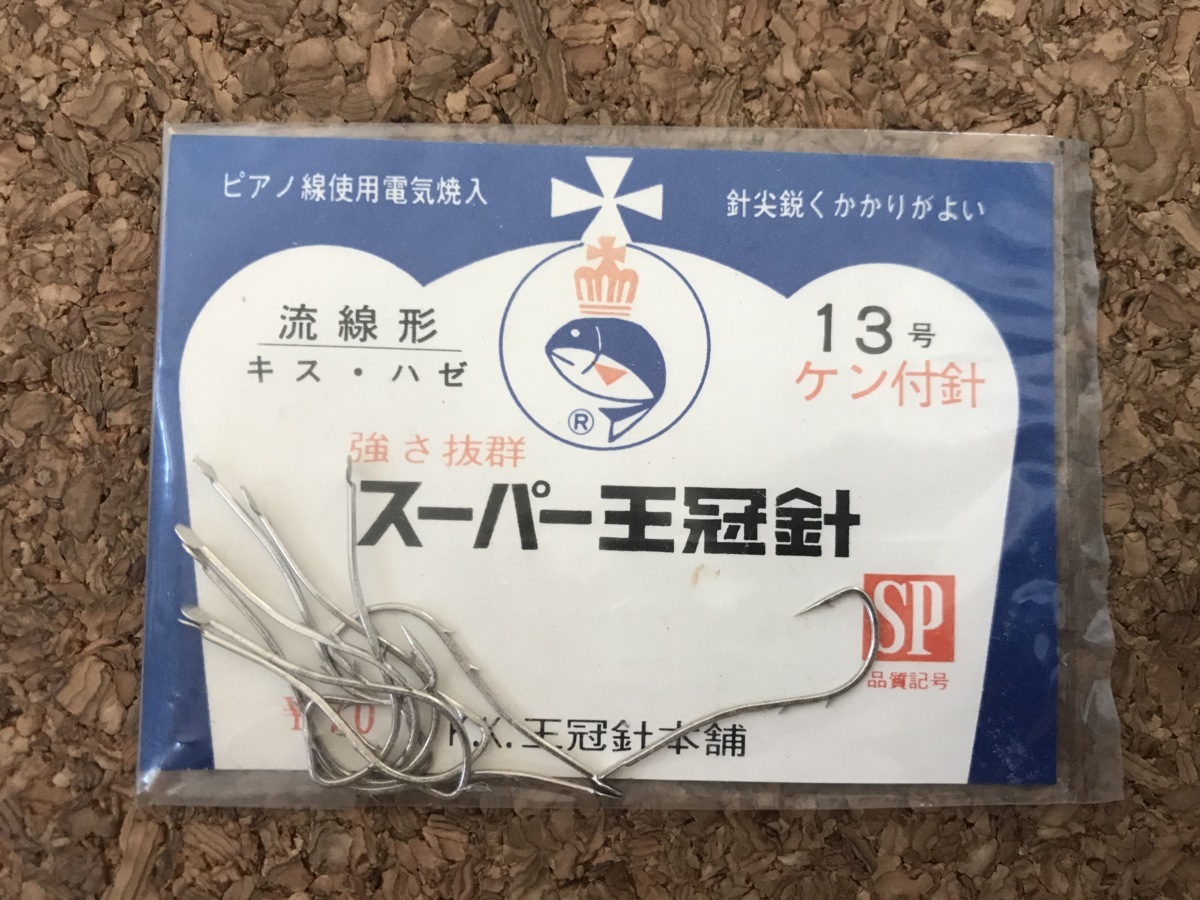 ピアノ線使用電気焼入
針尖鋭くかかりがよい
流線形
キス・ハゼ
13号
ケン付針
®
強さ抜群
スーパー王冠針
SP
品質記号
K.K.王冠針本舗